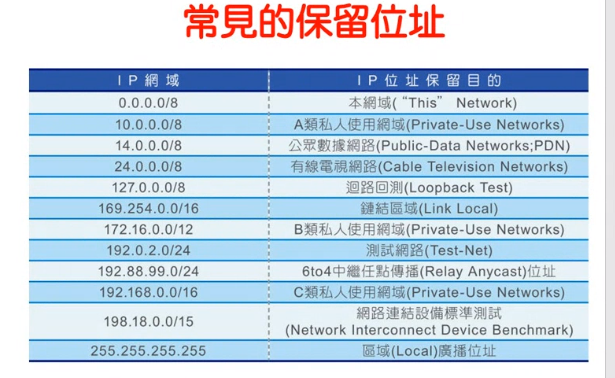 常見的保留位址
IP網域 IP位址保留目的
0.0.0.0/8 本網域(“This” Network)
10.0.0.0/8 A類私人使用網域(Private-Use Networks)
14.0.0.0/8 公眾數據網路(Public-Data Networks;PDN)
24.0.0.0/8 有線電視網路(Cable Television Networks)
127.0.0.0/8 迴路回測(Loopback Test)
169.254.0.0/16 鏈結區域(Link Local)
172.16.0.0/12 B類私人使用網域(Private-Use Networks)
192.0.2.0/24 測試網路(Test-Net)
192.88.99.0/24 6to4中繼任點傳播(Relay Anycast)位址
192.168.0.0/16 C類私人使用網域(Private-Use Networks)
198.18.0.0/15 網路連結設備標準測試
(Network Interconnect Device Benchmark)
255.255.255.255 區域(Local)廣播位址